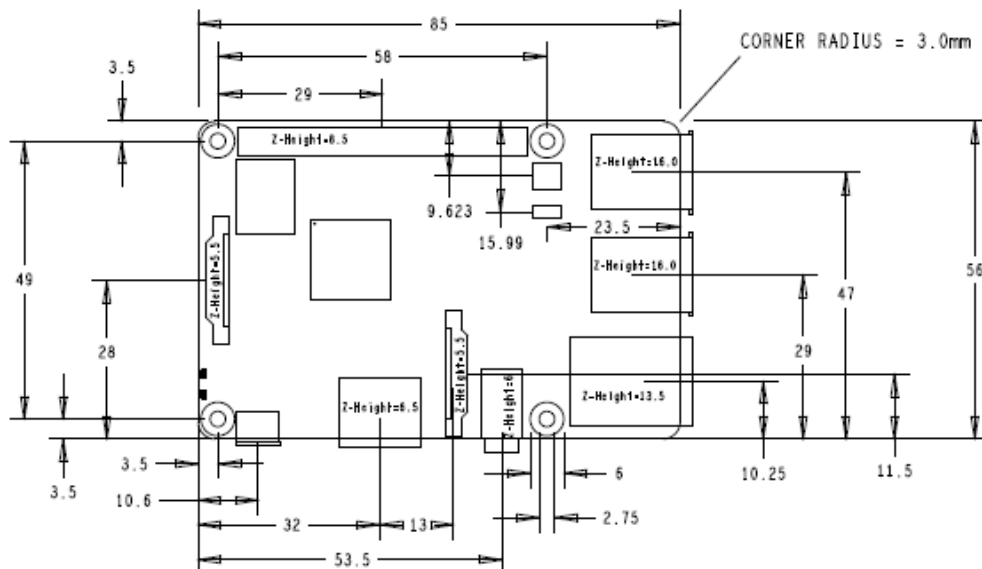 85
CORNER RADIUS = 3.0mm
3.5
58
29
Z-Height=8.5
Z-Height=16.0
9.623
15.99
23.5
49
Z-Height=5.5
Z-Height=16.0
47
56
28
29
Z-Height=5.5
Z-Height=6.5
Z-Height=6
Z-Height=13.5
3.5
3.5
6
10.25
11.5
10.6
2.75
32
13
53.5